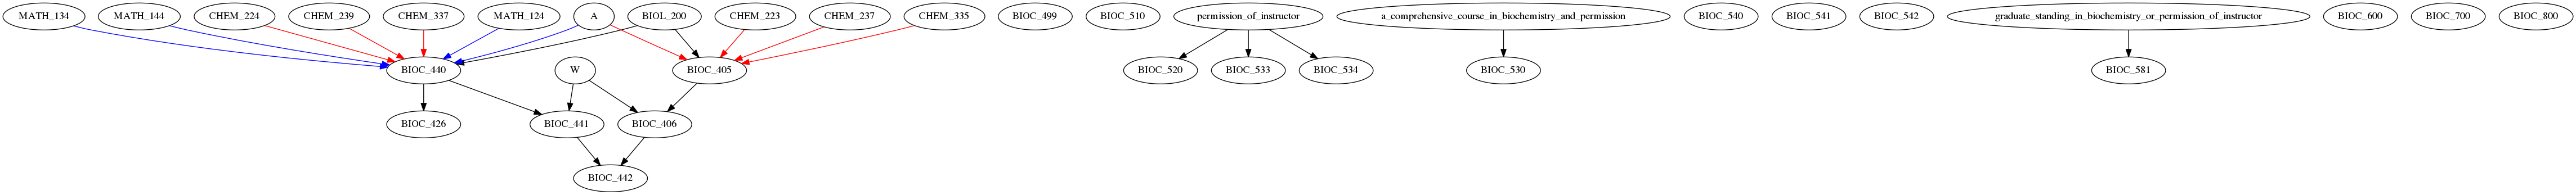 MATH_134 MATH_144 CHEM_224 CHEM_239 CHEM_337 MATH_124 A BIOL_200 CHEM_223 CHEM_237 CHEM_335 BIOC_499 BIOC_510 permission_of_instructor a_comprehensive_course_in_biochemistry_and_permission BIOC_540 BIOC_541 BIOC_542 graduate_standing_in_biochemistry_or_permission_of_instructor BIOC_600 BIOC_700 BIOC_800
BIOC_440 W BIOC_405 BIOC_520 BIOC_533 BIOC_534 BIOC_530 BIOC_581
BIOC_426 BIOC_441 BIOC_406
BIOC_442